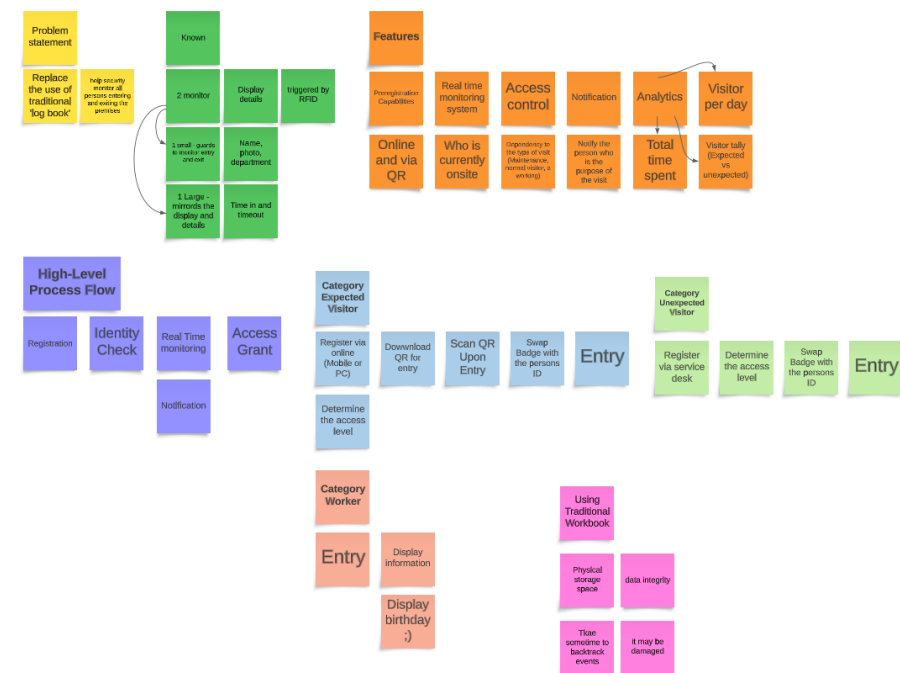 Problem
statement
Replace
the use of
traditional
'log book'
help security
monitor all
persons entering
and exiting the
premises
Known
2 monitor
Display
details
triggered by
RFID
1 small - guards
to monitor entry
and exit
Name,
photo,
department
1 Large -
mirrords the
display and
details
Time in and
timeout
Features
Preregistration
Capabilities
Real time
monitoring
system
Access
control
Notification
Analytics
Visitor
per day
Online
and via
QR
Who is
currently
onsite
Dependency to
the type of visit
(Maintenance,
normal visitor, o
working)
Notify the
person who
is the
purpose of
the visit
Total
time
spent
Visitor tally
(Expected
vs
unexpected)
High-Level
Process Flow
Registration
Identity
Check
Real Time
monitoring
Access
Grant
Notification
Category
Expected
Visitor
Register via
online
(Mobile or
PC)
Dowwnload
QR for
entry
Scan QR
Upon
Entry
Swap
Badge with
the persons
ID
Entry
Determine
the access
level
Category
Unexpected
Visitor
Register
via service
desk
Determine
the access
level
Swap
Badge with
the persons
ID
Entry
Category
Worker
Entry
Display
information
Display
birthday
;)
Using
Traditional
Workbook
Physical
storage
space
data integrity
Tkae
sometime to
backtrack
events
it may be
damaged